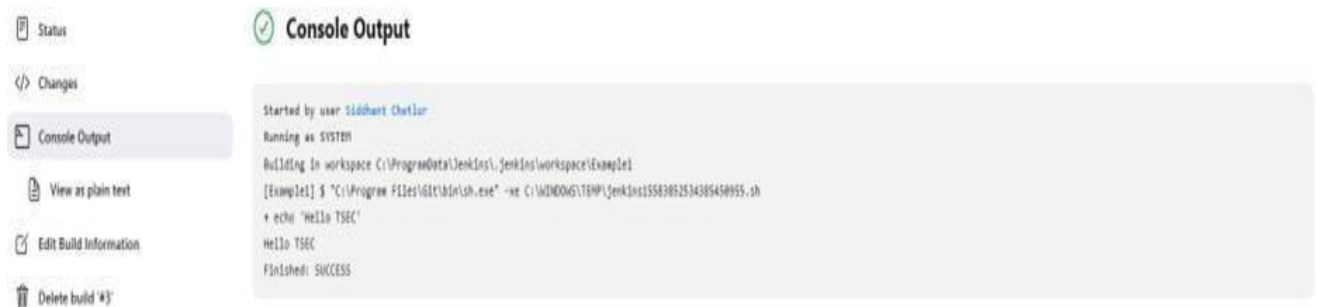 Status
Changes
Console Output
View as plain text
Edit Build Information
Delete build '#3'
Console Output
Started by user Siddhant Chetlur
Running as SYSTEM
Building in workspace C:\ProgramData\Jenkins\.jenkins\workspace\Example1
[Example1] $ "C:\Program Files\Git\bin\sh.exe" -xe C:\WINDOWS\TEMP\
+ echo 'Hello TSEC'
Hello TSEC
Finished: SUCCESS